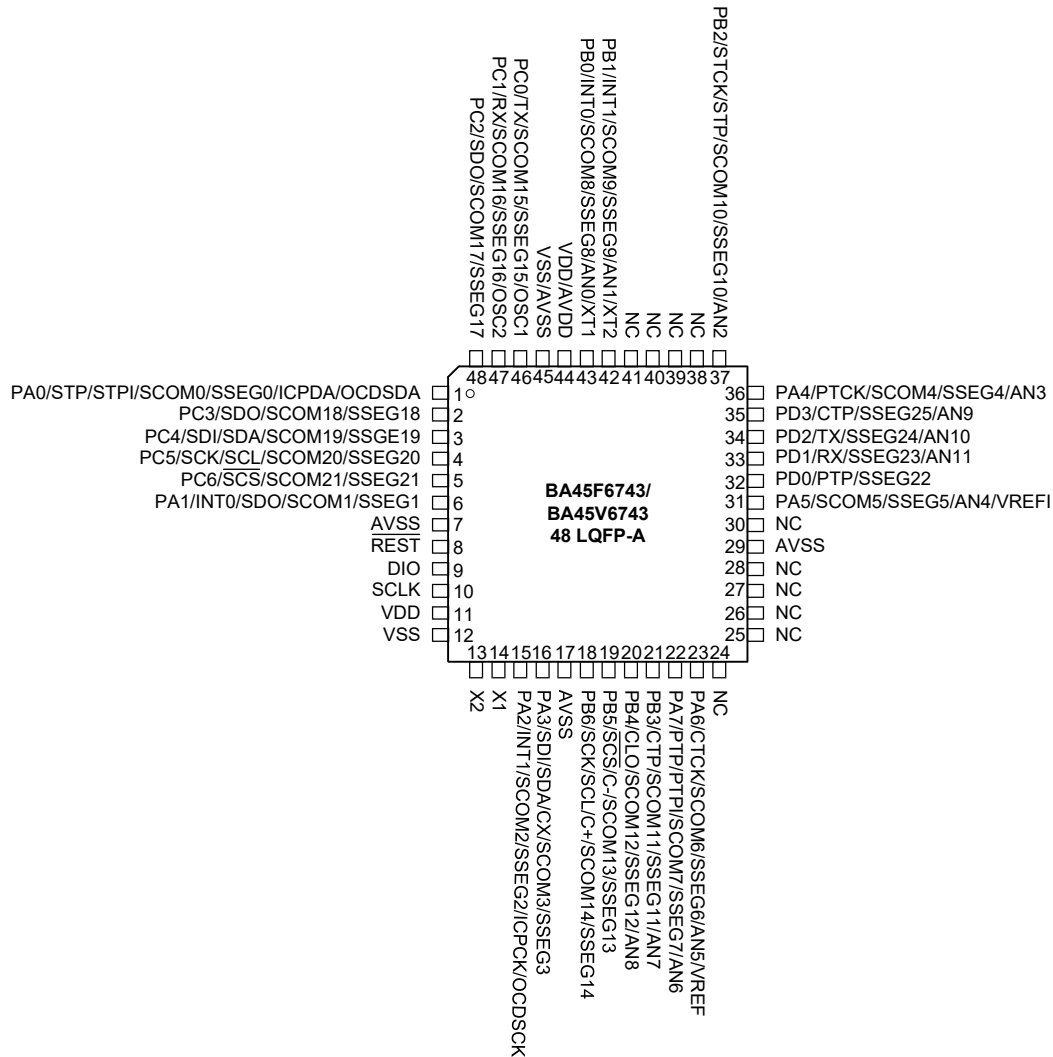 PC2/SDO/SCOM17/SSEG17
PC1/RX/SCOM16/SSEG16/OSC2
PC0/TX/SCOM15/SSEG15/OSC1
VSS/AVSS
VDD/AVDD
PB0/INT0/SCOM8/SSEG8/AN0/XT1
PB1/INT1/SCOM9/SSEG9/AN1/XT2
NC
NC
NC
NC
PB2/STCK/STP/SCOM10/SSEG10/AN2
48 47 46 45 44 43 42 41 40 39 38 37
PA0/STP/STPI/SCOM0/SSEG0/ICPDA/OCDSDA 1
PC3/SDO/SCOM18/SSEG18 2
PC4/SDI/SDA/SCOM19/SSGE19 3
PC5/SCK/SCL/SCOM20/SSEG20 4
PC6/SCS/SCOM21/SSEG21 5
PA1/INT0/SDO/SCOM1/SSEG1 6
AVSS 7
REST 8
DIO 9
SCLK 10
VDD 11
VSS 12
BA45F6743/
BA45V6743
48 LQFP-A
36 PA4/PTCK/SCOM4/SSEG4/AN3
35 PD3/CTP/SSEG25/AN9
34 PD2/TX/SSEG24/AN10
33 PD1/RX/SSEG23/AN11
32 PD0/PTP/SSEG22
31 PA5/SCOM5/SSEG5/AN4/VREFI
30 NC
29 AVSS
28 NC
27 NC
26 NC
25 NC
13 14 15 16 17 18 19 20 21 22 23 24
X2
X1
PA2/INT1/SCOM2/SSEG2/ICPCK/OCDSCK
PA3/SDI/SDA/CX/SCOM3/SSEG3
AVSS
PB6/SCK/SCL/C+/SCOM14/SSEG14
PB5/SCS/C-/SCOM13/SSEG13
PB4/CLO/SCOM12/SSEG12/AN8
PB3/CTP/SCOM11/SSEG11/AN7
PA7/PTP/PTPI/SCOM7/SSEG7/AN6
PA6/CTCK/SCOM6/SSEG6/AN5/VREF
NC